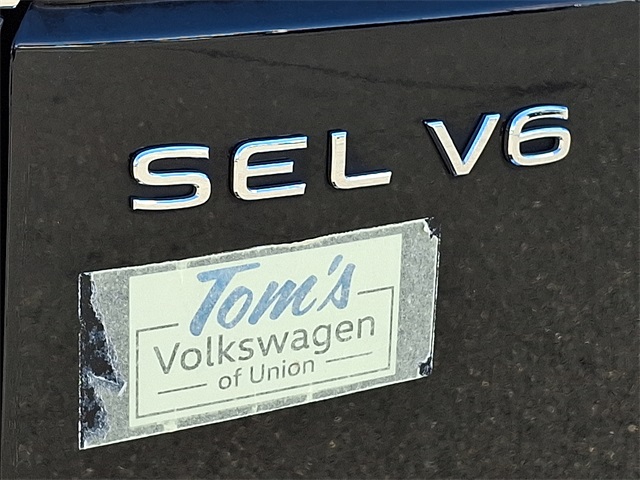 SEL V6
Tom's
Volkswagen
of Union